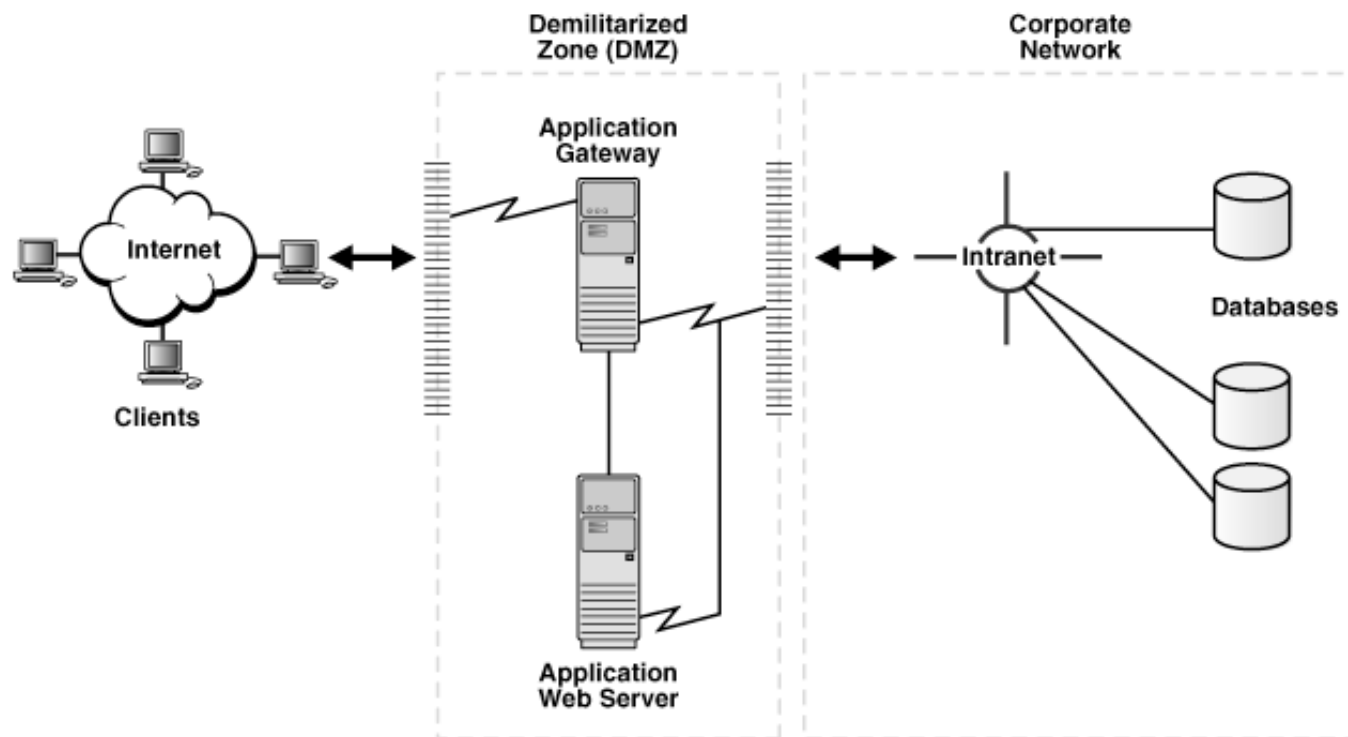 Demilitarized
Zone (DMZ)
Corporate
Network
Application
Gateway
Internet
Intranet
Databases
Clients
Application
Web Server